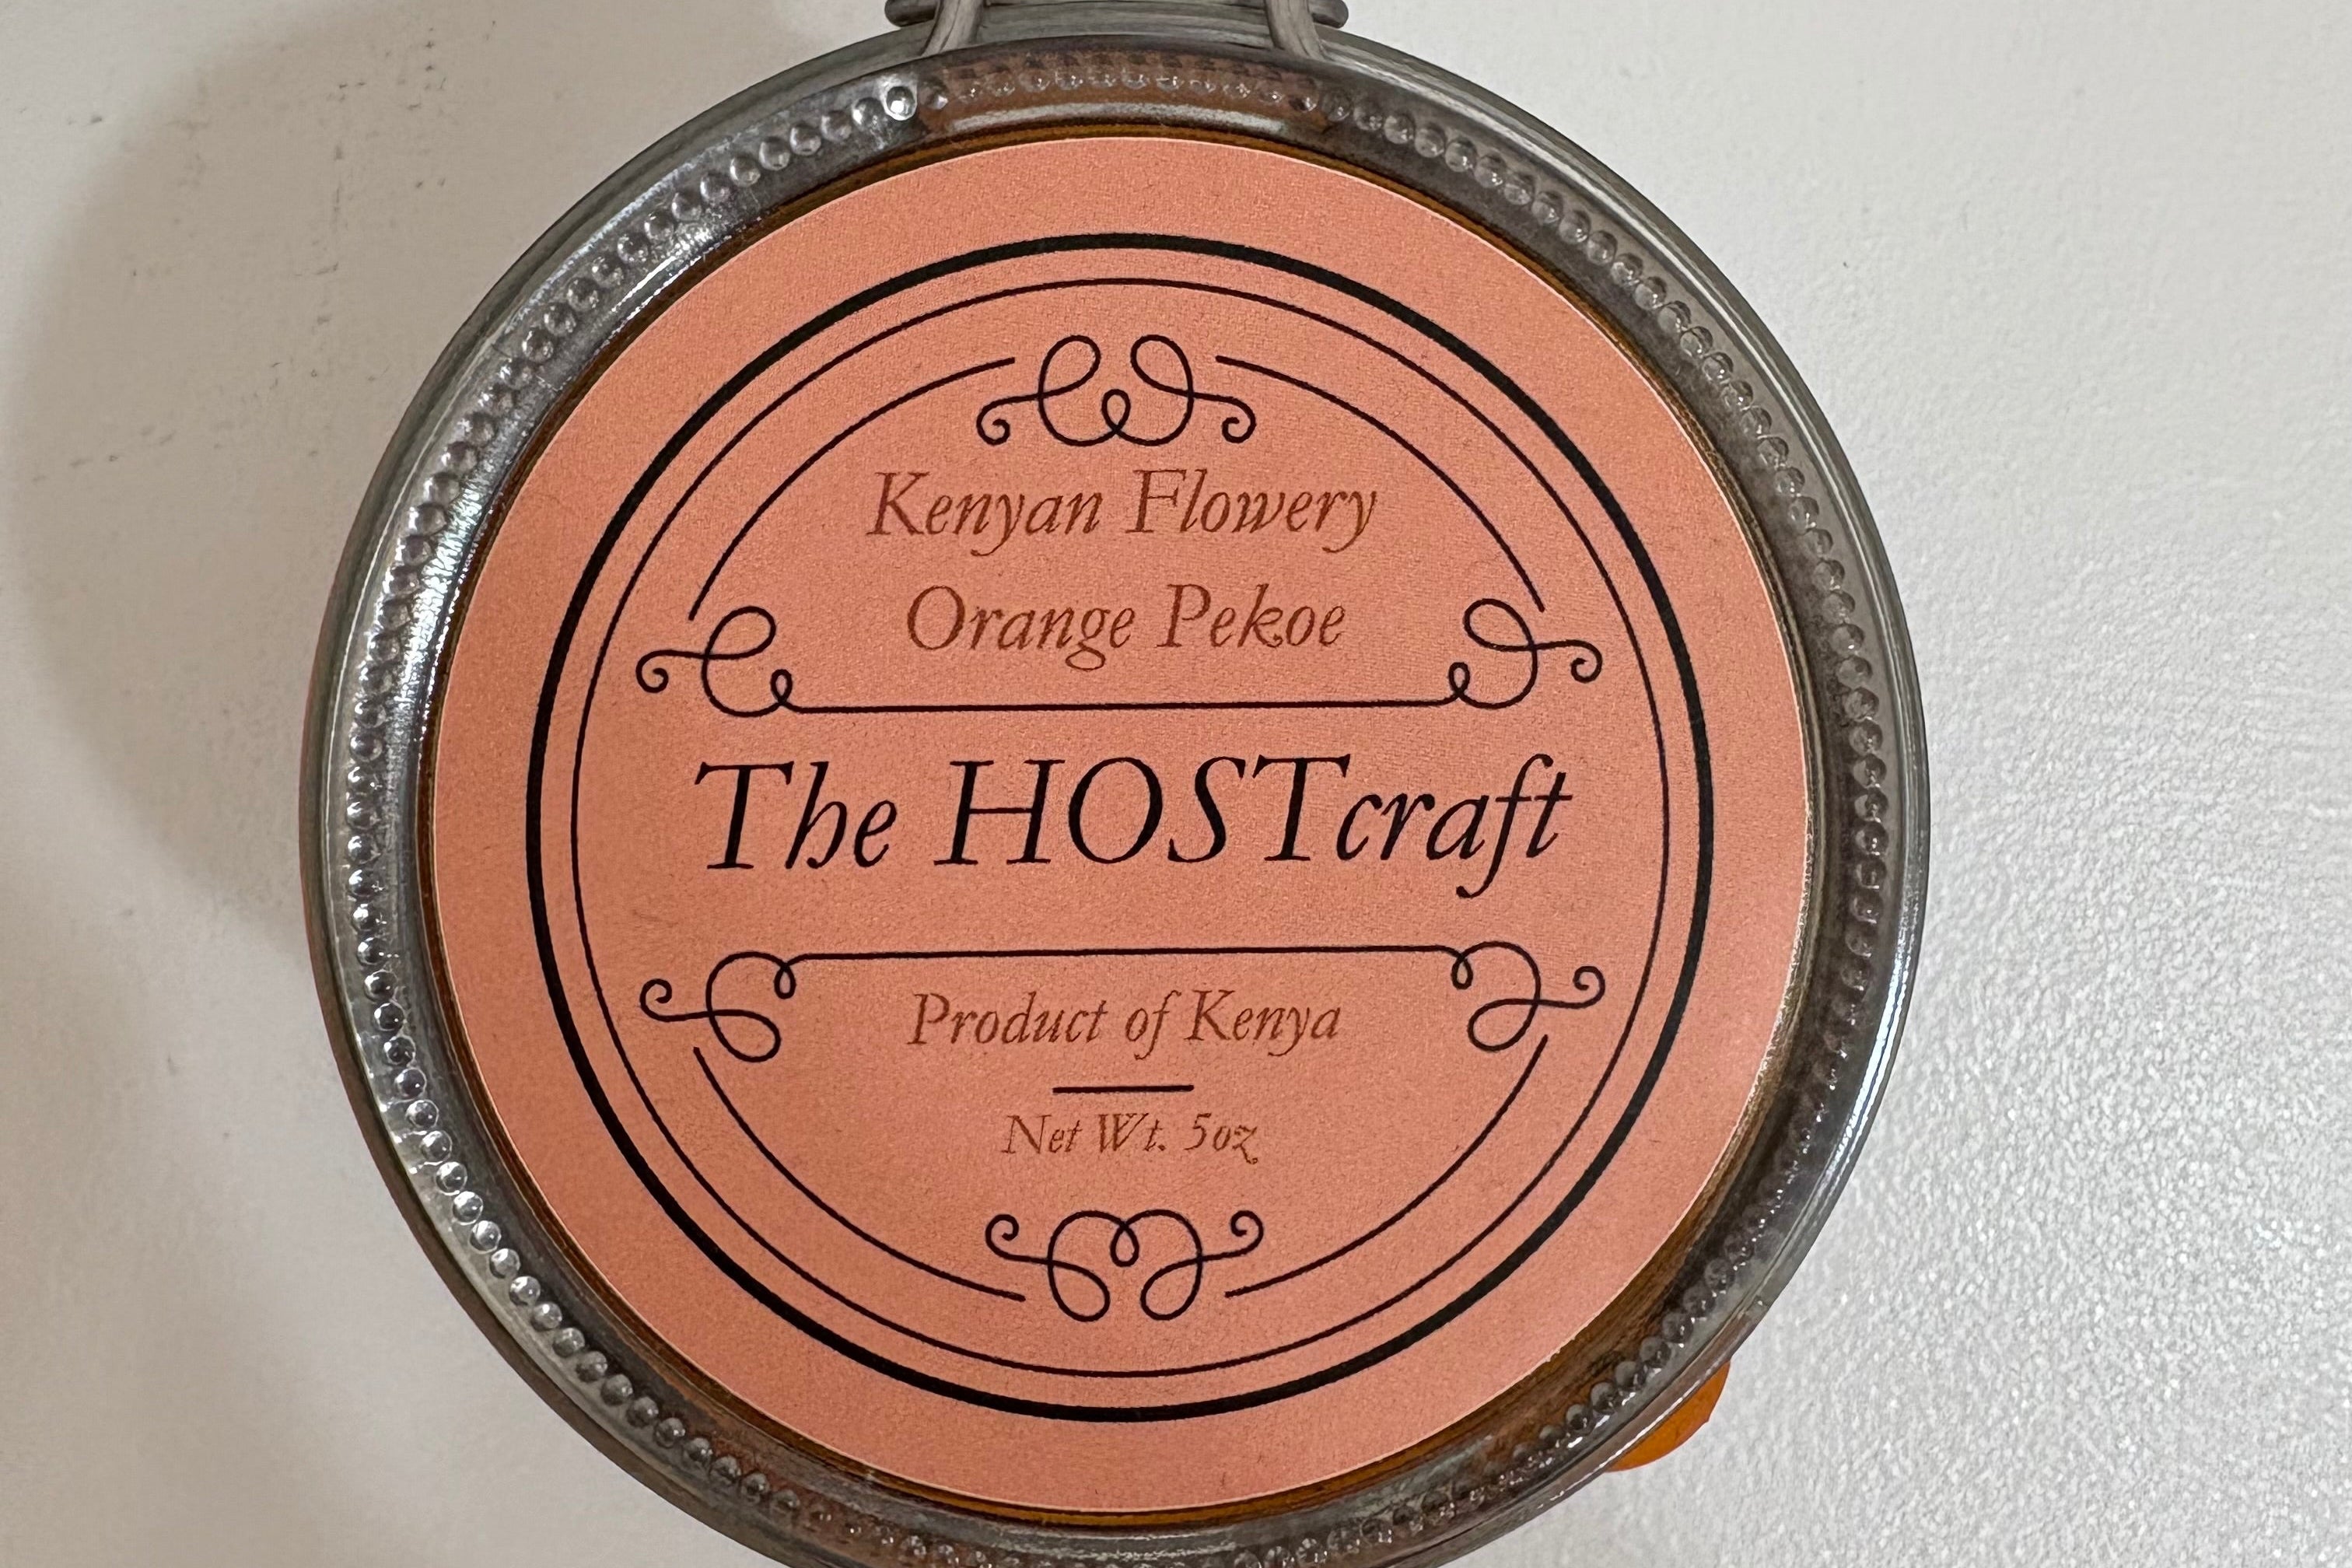 Kenyan Flowery
Orange Pekoe
The HOSTcraft
Product of Kenya
Net Wt. 5oz